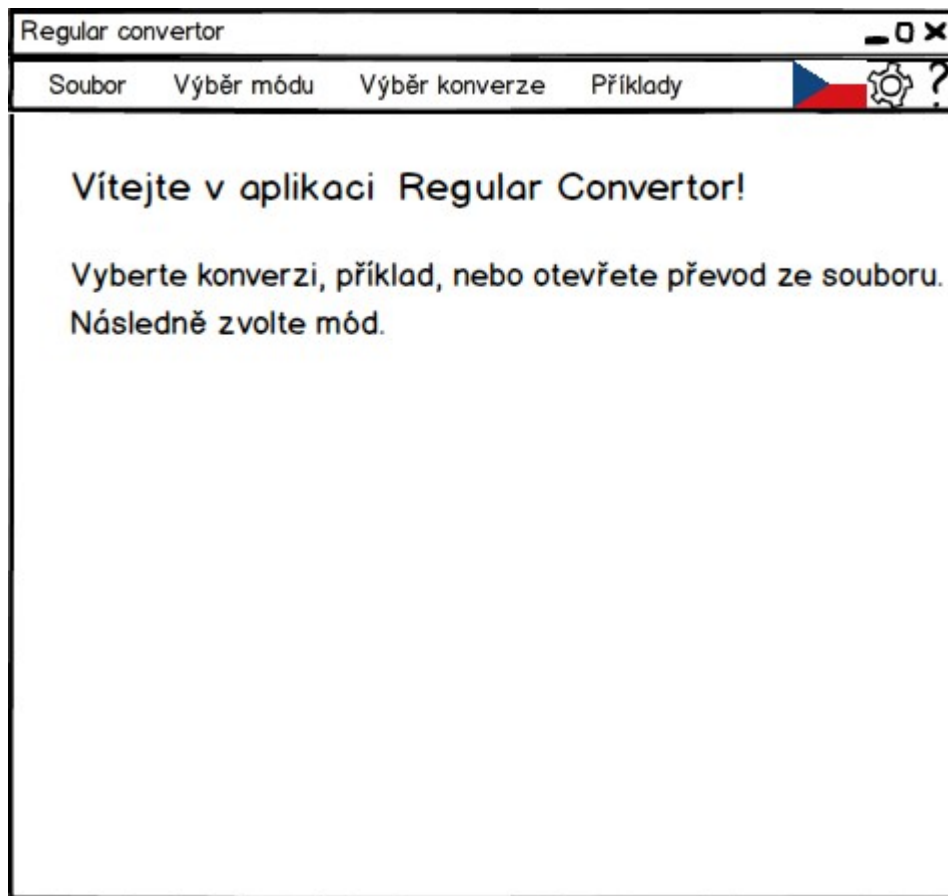 Regular convertor
Soubor Výběr módu Výběr konverze Příklady ?
Vítejte v aplikaci Regular Convertor!
Vyberte konverzi, příklad, nebo otevřete převod ze souboru.
Následně zvolte mód.